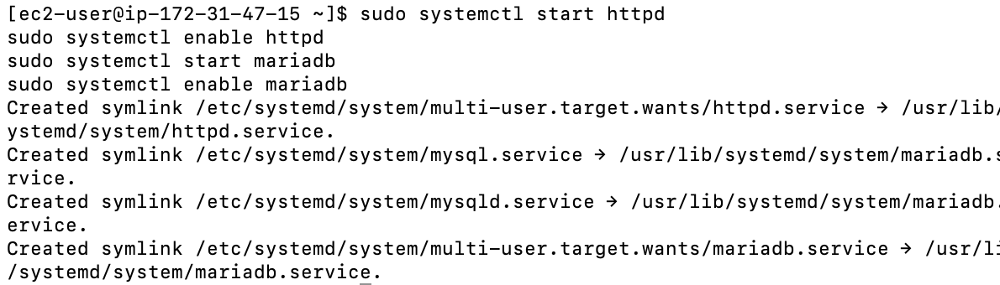 [ec2-user@ip-172-31-47-15 ~]$ sudo systemctl start httpd
sudo systemctl enable httpd
sudo systemctl start mariadb
sudo systemctl enable mariadb
Created symlink /etc/systemd/system/multi-user.target.wants/httpd.service → /usr/lib/
ystemd/system/httpd.service.
Created symlink /etc/systemd/system/mysql.service → /usr/lib/systemd/system/mariadb.s
rvice.
Created symlink /etc/systemd/system/mysqld.service → /usr/lib/systemd/system/mariadb.
ervice.
Created symlink /etc/systemd/system/multi-user.target.wants/mariadb.service → /usr/li
/systemd/system/mariadb.service.